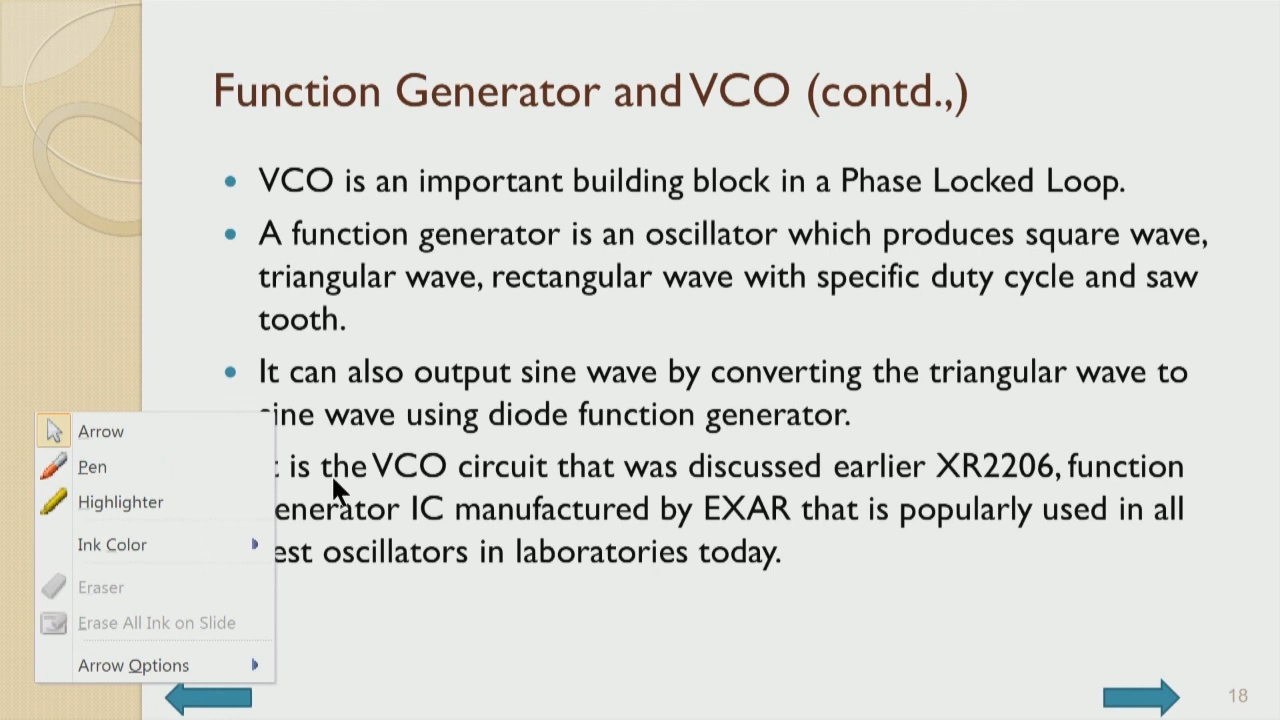 Function Generator and VCO (contd.,)
• VCO is an important building block in a Phase Locked Loop.
• A function generator is an oscillator which produces square wave,
triangular wave, rectangular wave with specific duty cycle and saw
tooth.
• It can also output sine wave by converting the triangular wave to
sine wave using diode function generator.
is the VCO circuit that was discussed earlier XR2206, function
enerator IC manufactured by EXAR that is popularly used in all
est oscillators in laboratories today.
Arrow
Pen
Highlighter
Ink Color
Eraser
Erase All Ink on Slide
Arrow Options
18